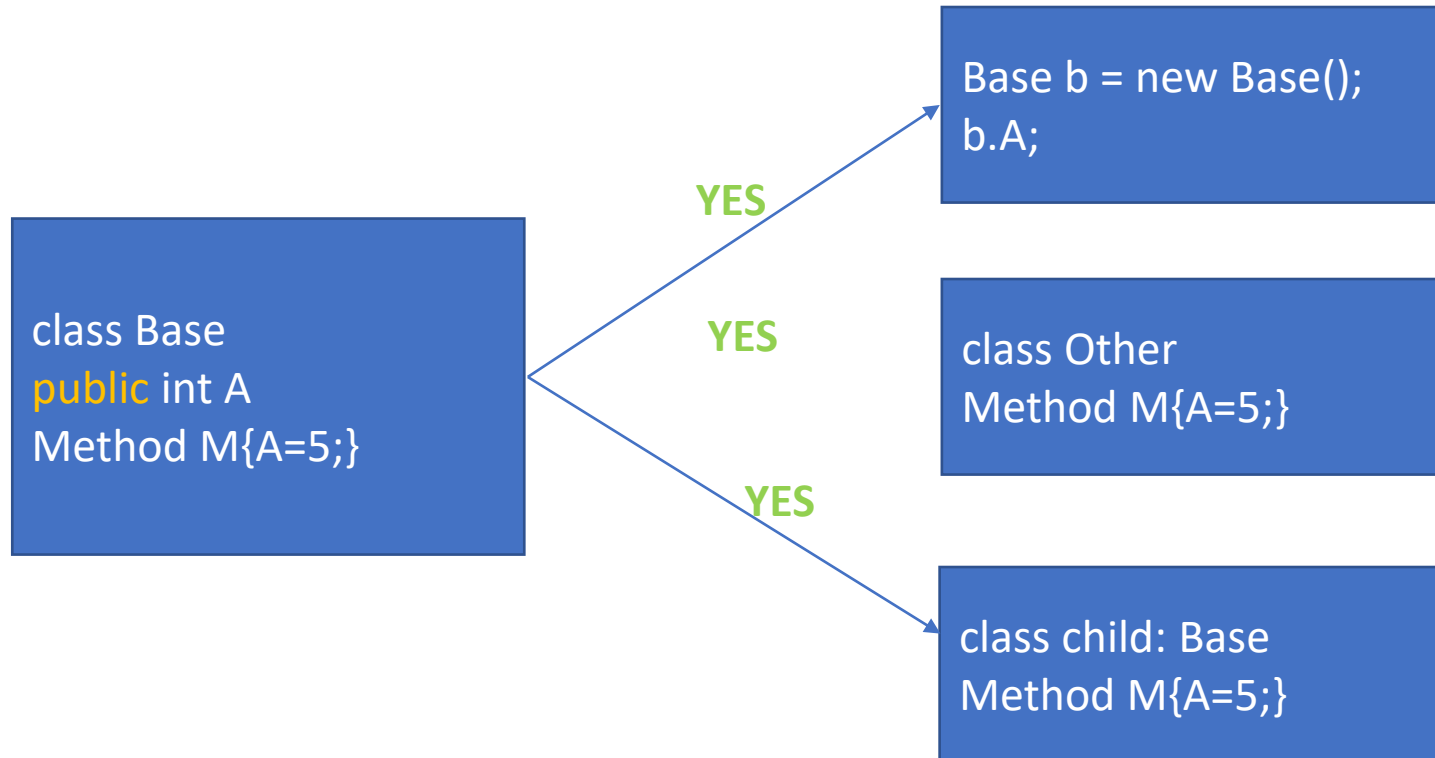 class Base
public int A
Method M{A=5;}
YES
YES
YES
Base b = new Base();
b.A;
class Other
Method M{A=5;}
class child: Base
Method M{A=5;}